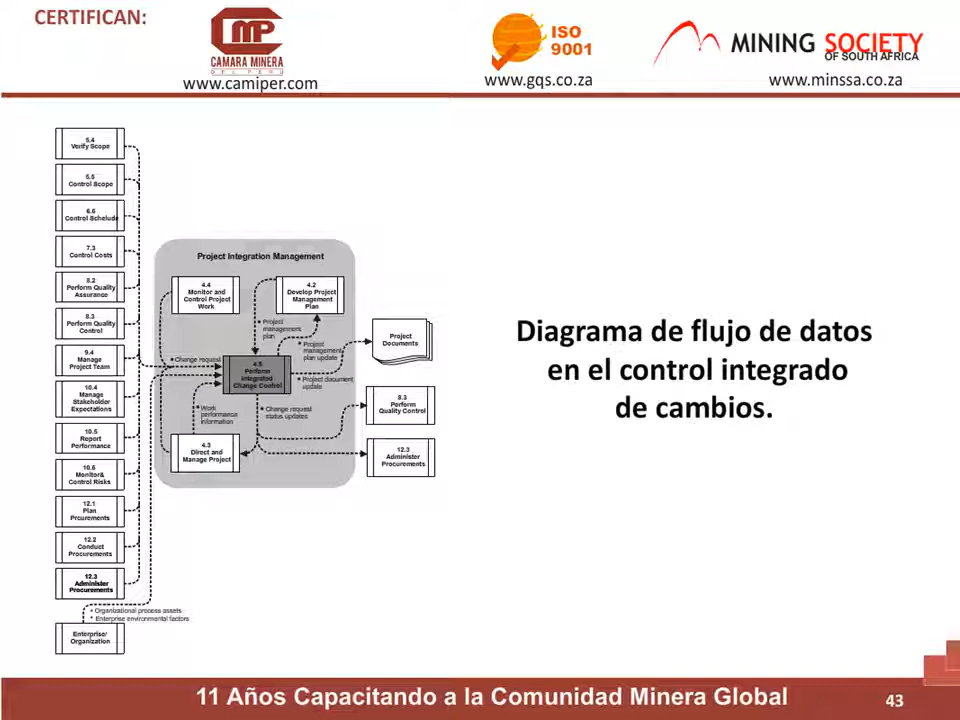 CERTIFICAN:
CMP
CAMARA MINERA
DEL PERU
www.camiper.com
ISO
9001
www.gqs.co.za
MINING SOCIETY
OF SOUTH AFRICA
www.minssa.co.za
5.4
Verify Scope
5.5
Control Scope
6.6
Control Schelude
7.3
Control Costs
8.2
Perform Quality
Assurance
8.3
Perform Quality
Control
9.4
Manage
Project Team
10.4
Manage
Stakeholder
Expectations
10.5
Report
Performance
10.6
Monitor&
Control Risks
12.1
Plan
Prcurements
12.2
Conduct
Procurements
12.3
Administer
Procurements
• Organizational process assets
• Enterprise environmental factors
Enterprise/
Organization
Project Integration Management
4.4
Monitor and
Control Project
Work
4.2
Develop Project
Management
Plan
• Project
management
plan
• Project
management
plan update
• Change request
4.5
Perform
Integrated
Change Control
• Project document
update
• Work
performance
information
• Change request
status updates
4.3
Direct and
Manage Project
Project
Documents
8.3
Perform
Quality Control
12.3
Administer
Procurements
Diagrama de flujo de datos
en el control integrado
de cambios.
11 Años Capacitando a la Comunidad Minera Global
43